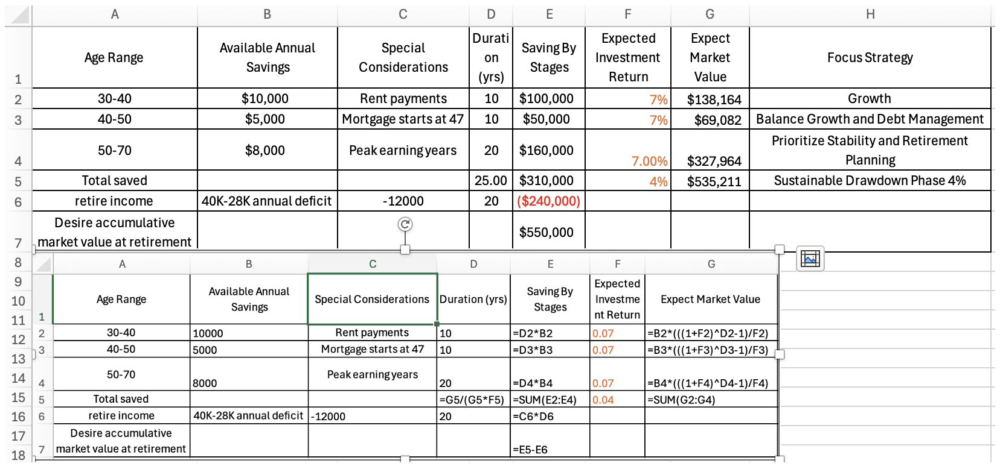 A B C D E F G H
1 Age Range Available Annual Savings Special Considerations Durati on (yrs) Saving By Stages Expected Investment Return Expect Market Value Focus Strategy
2 30-40 $10,000 Rent payments 10 $100,000 7% $138,164 Growth
3 40-50 $5,000 Mortgage starts at 47 10 $50,000 7% $69,082 Balance Growth and Debt Management
4 50-70 $8,000 Peak earning years 20 $160,000 7.00% $327,964 Prioritize Stability and Retirement Planning
5 Total saved 25.00 $310,000 4% $535,211 Sustainable Drawdown Phase 4%
6 retire income 40K-28K annual deficit -12000 20 ($240,000)
7 Desire accumulative market value at retirement $550,000
8
9
10
11
12
13
14
15
16
17
18
A B C D E F G
1 Age Range Available Annual Savings Special Considerations Duration (yrs) Saving By Stages Expected Investme nt Return Expect Market Value
2 30-40 10000 Rent payments 10 =D2*B2 0.07 =B2*(((1+F2)^D2-1)/F2)
3 40-50 5000 Mortgage starts at 47 10 =D3*B3 0.07 =B3*(((1+F3)^D3-1)/F3)
4 50-70 8000 Peak earning years 20 =D4*B4 0.07 =B4*(((1+F4)^D4-1)/F4)
5 Total saved =G5/(G5*F5) =SUM(E2:E4) 0.04 =SUM(G2:G4)
6 retire income 40K-28K annual deficit -12000 20 =C6*D6
7 Desire accumulative market value at retirement =E5-E6